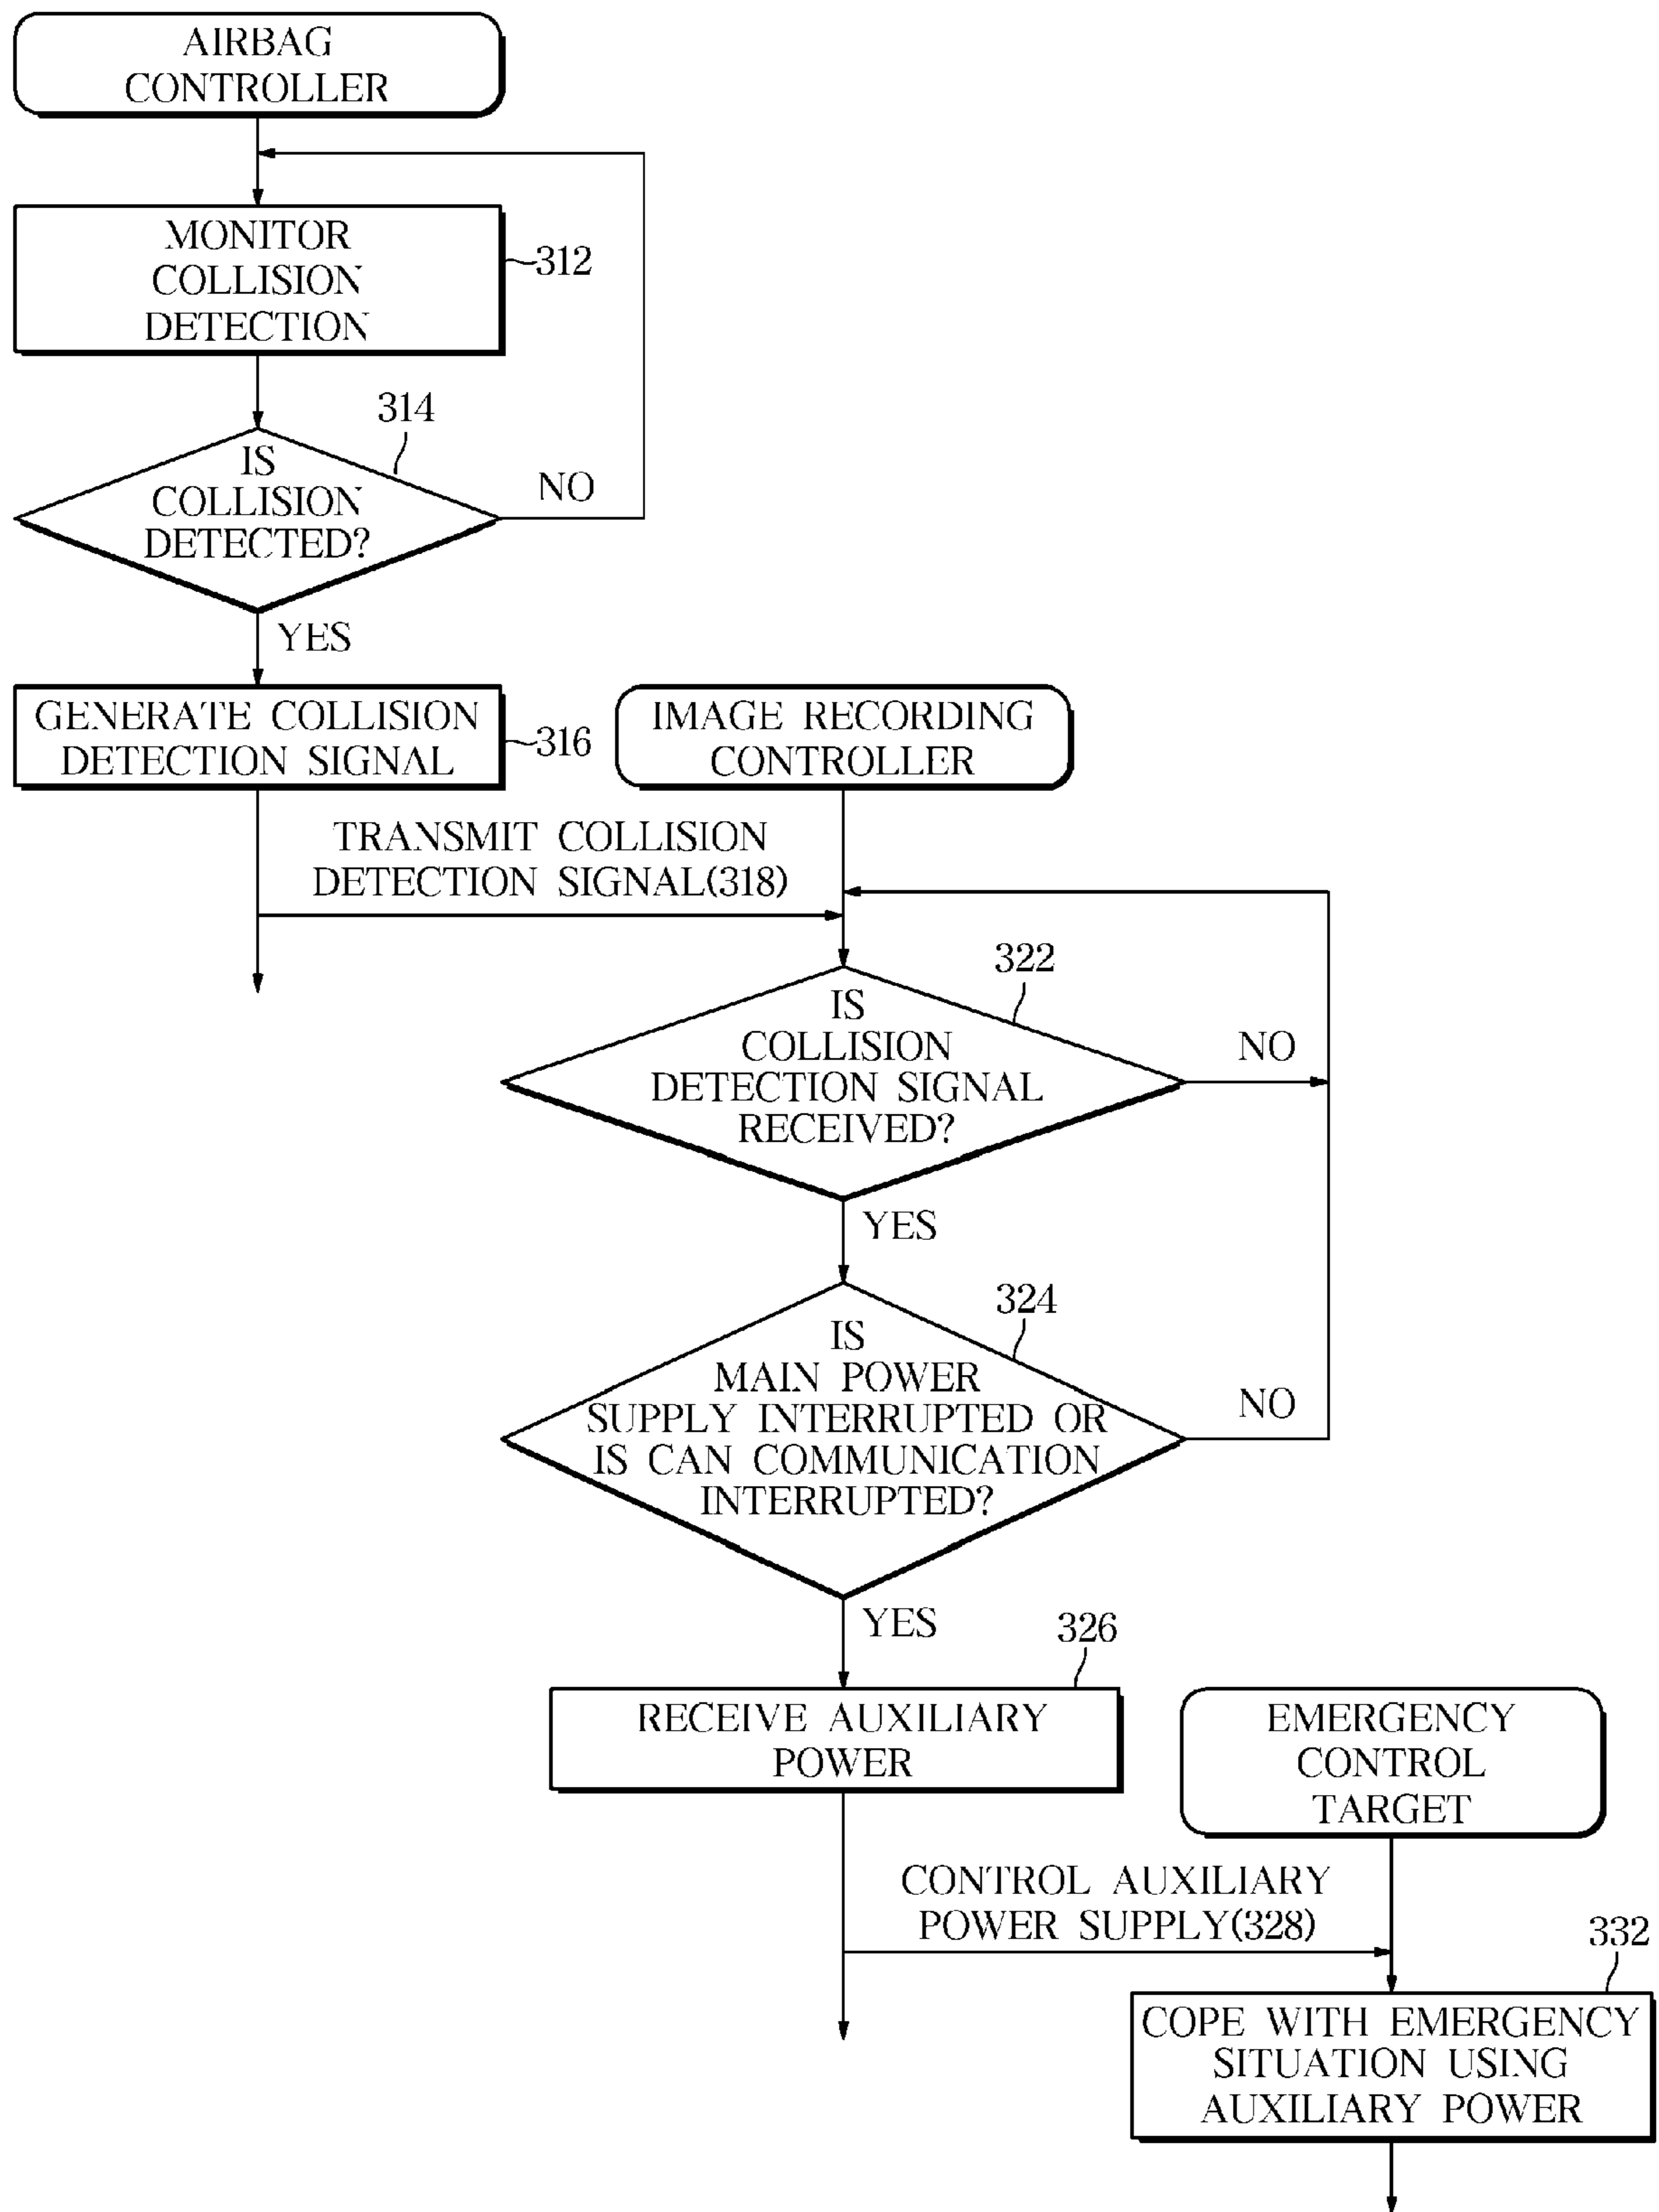 AIRBAG
CONTROLLER
MONITOR
COLLISION
DETECTION
312
314
IS
COLLISION
DETECTED?
NO
YES
GENERATE COLLISION
DETECTION SIGNAL
316
IMAGE RECORDING
CONTROLLER
TRANSMIT COLLISION
DETECTION SIGNAL(318)
322
IS
COLLISION
DETECTION SIGNAL
RECEIVED?
NO
YES
324
IS
MAIN POWER
SUPPLY INTERRUPTED OR
IS CAN COMMUNICATION
INTERRUPTED?
NO
YES
326
RECEIVE AUXILIARY
POWER
EMERGENCY
CONTROL
TARGET
CONTROL AUXILIARY
POWER SUPPLY(328)
332
COPE WITH EMERGENCY
SITUATION USING
AUXILIARY POWER